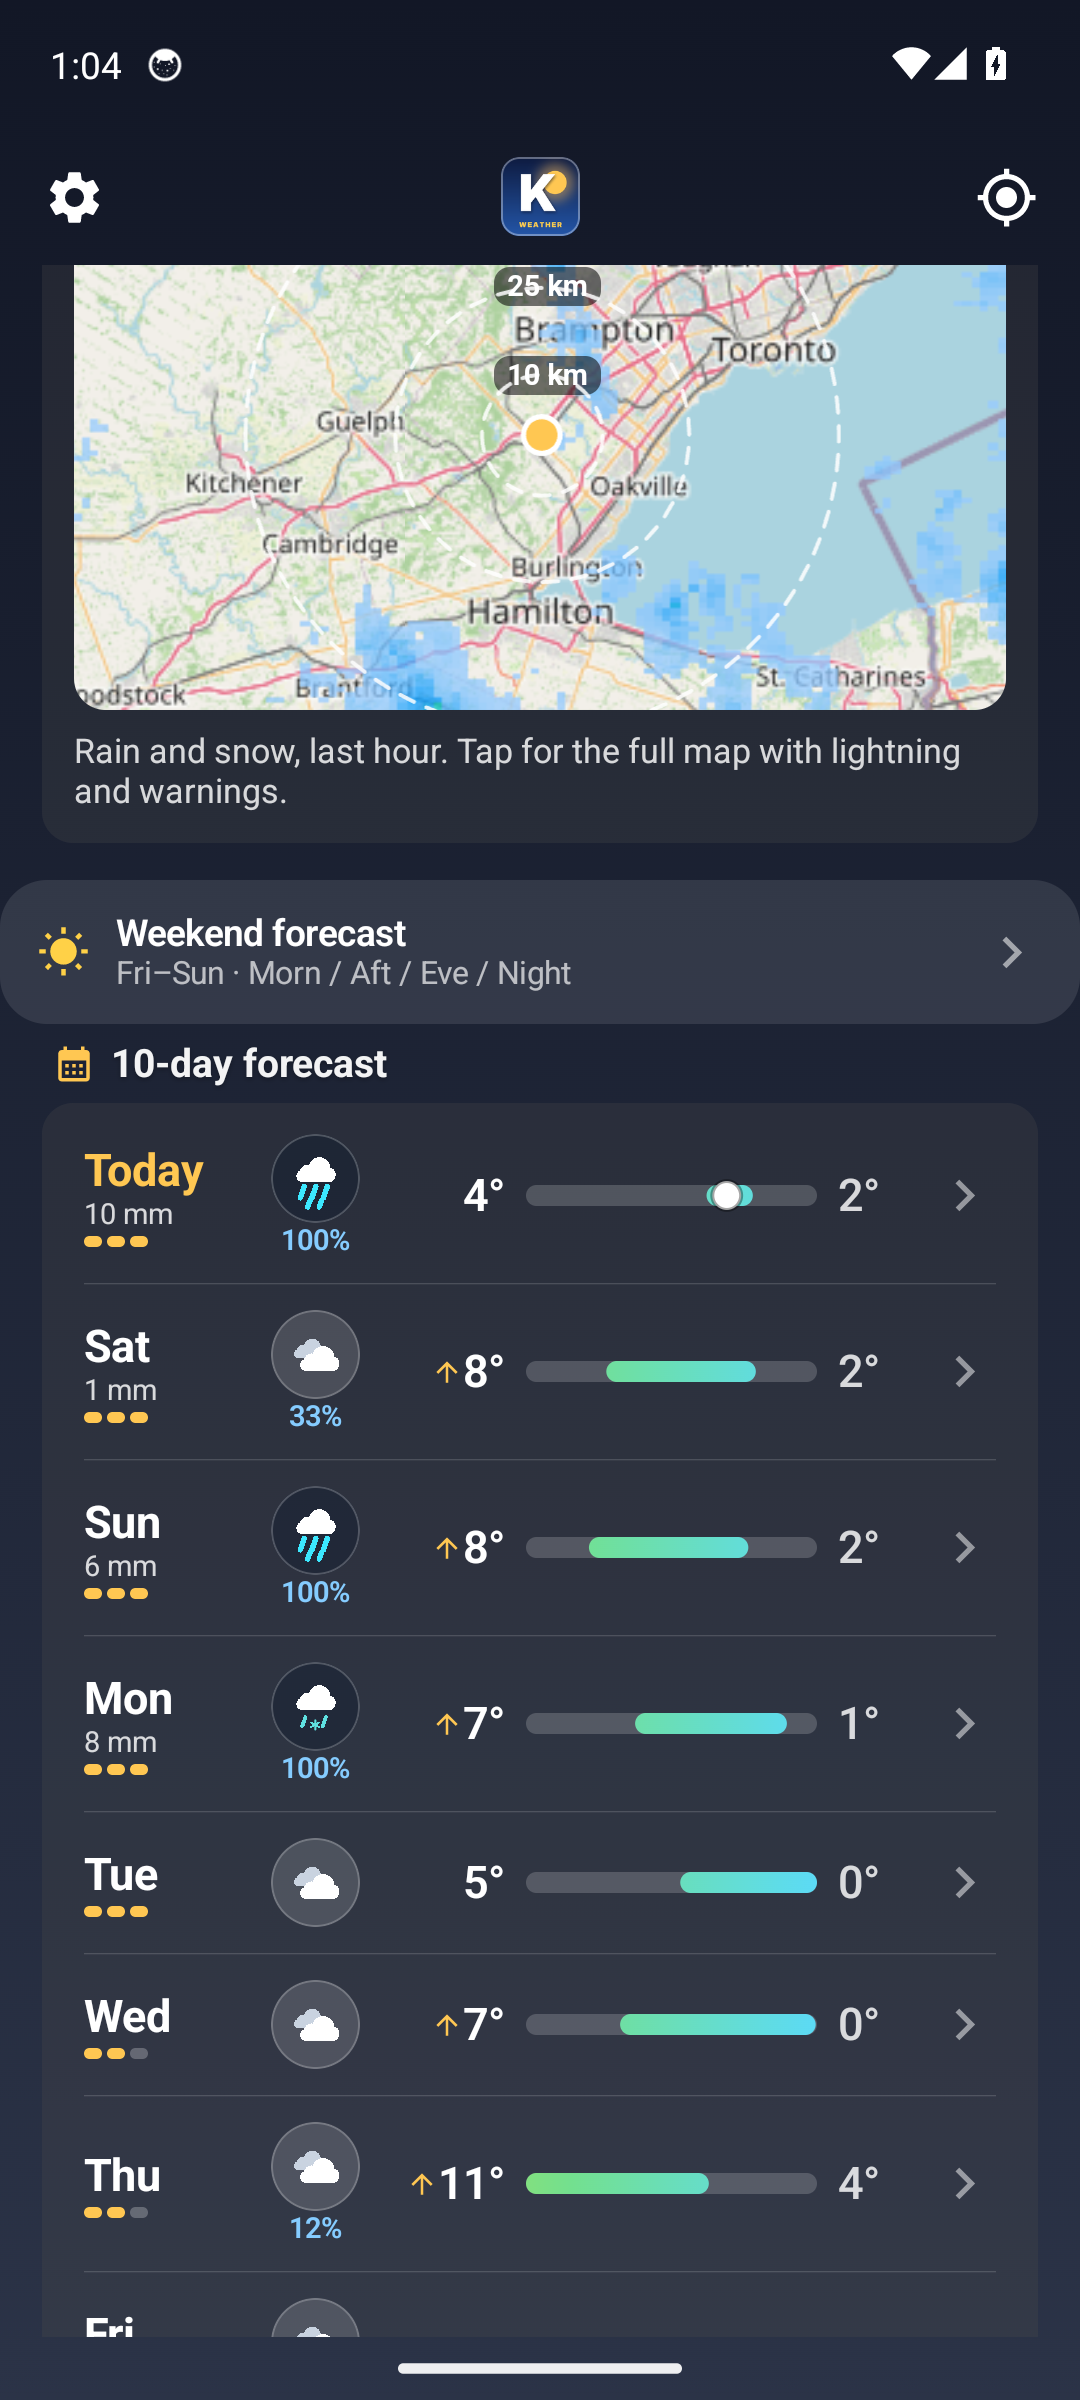 1:04
K
WEATHER
25 km
Brampton
Toronto
10 km
Guelph
Kitchener
Oakville
Cambridge
Burlington
Hamilton
St. Catharines
oodstock
Brantford
Rain and snow, last hour. Tap for the full map with lightning
and warnings.
Weekend forecast
Fri–Sun · Morn / Aft / Eve / Night
10-day forecast
Today
10 mm
100%
4°
2°
Sat
1 mm
33%
↑8°
2°
Sun
6 mm
100%
↑8°
2°
Mon
8 mm
100%
↑7°
1°
Tue
5°
0°
Wed
↑7°
0°
Thu
12%
↑11°
4°
Fri